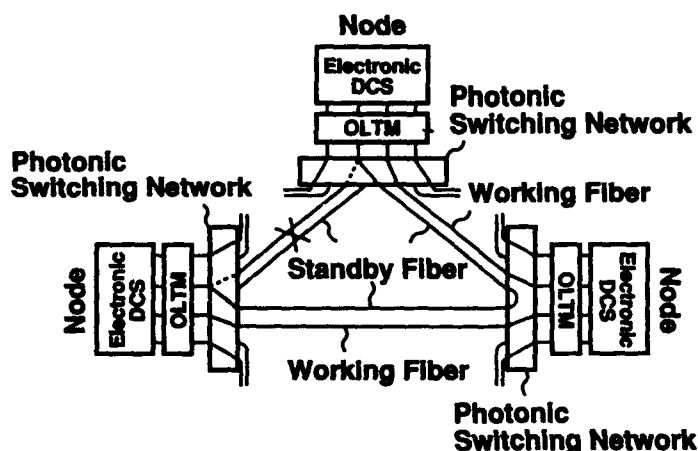 Node
Electronic
DCS
OLTM
Photonic
Switching Network
Photonic
Switching Network
Working Fiber
Node
Electronic
DCS
OLTM
Standby Fiber
OLTM
Electronic
DCS
Node
Working Fiber
Photonic
Switching Network